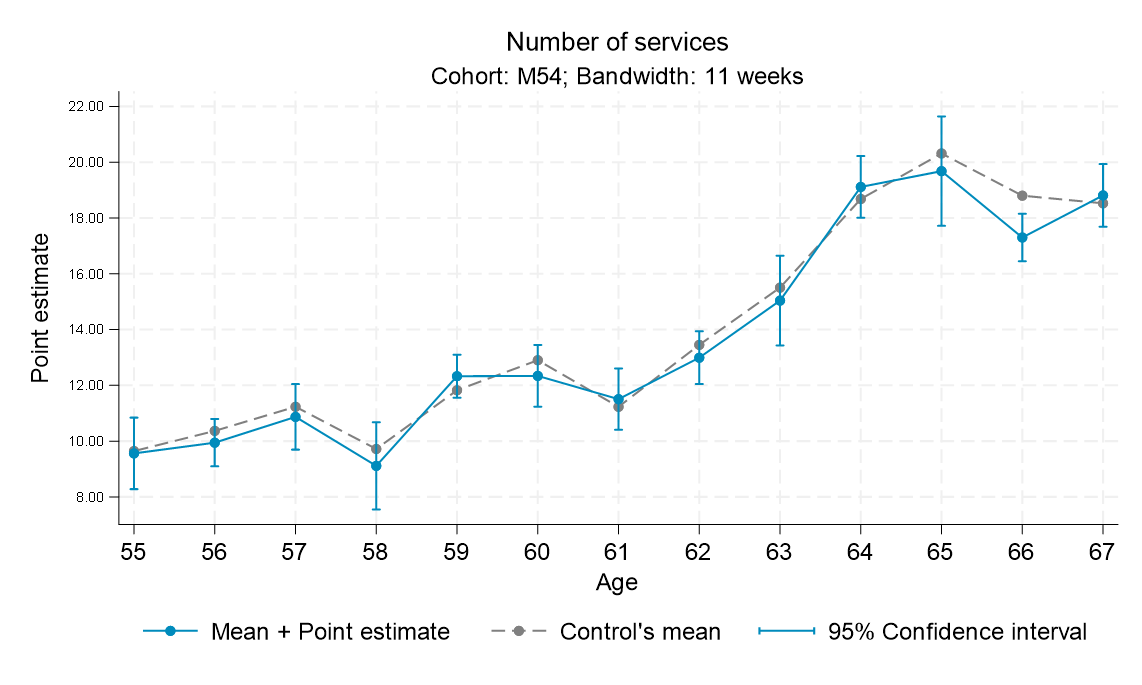 Number of services
Cohort: M54; Bandwidth: 11 weeks
Point estimate
22.00
20.00
18.00
16.00
14.00
12.00
10.00
8.00
55 56 57 58 59 60 61 62 63 64 65 66 67
Age
Mean + Point estimate Control's mean 95% Confidence interval